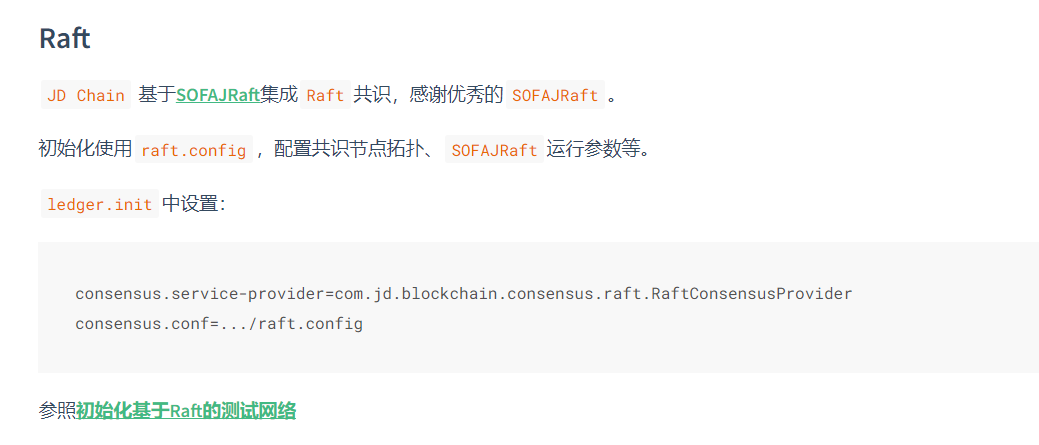 Raft
JD Chain 基于SOFAJRaft集成 Raft 共识，感谢优秀的 SOFAJRaft 。
初始化使用 raft.config ，配置共识节点拓扑、 SOFAJRaft 运行参数等。
ledger.init 中设置：
consensus.service-provider=com.jd.blockchain.consensus.raft.RaftConsensusProvider
consensus.conf=.../raft.config
参照初始化基于Raft的测试网络